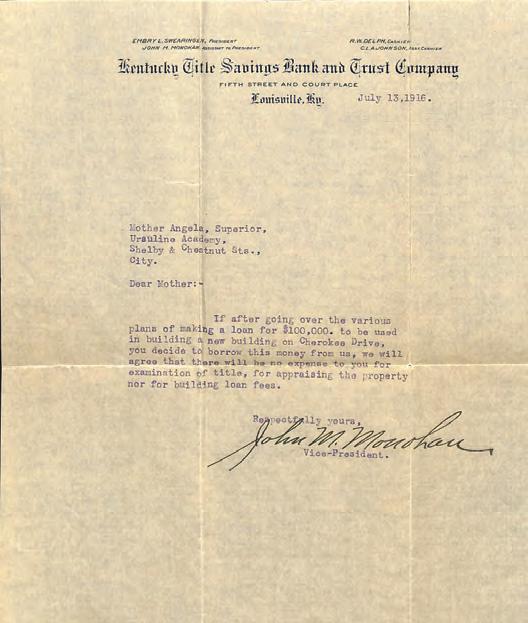 EMBRY L. SWEARINGEN, PRESIDENT
JOHN M. MONOHAN, ASSISTANT TO PRESIDENT
R. W. DELPH, CASHIER
C. L. A. JOHNSON, ASST. CASHIER
Kentucky Title Savings Bank and Trust Company
FIFTH STREET AND COURT PLACE
Louisville, Ky.
July 13,1916.
Mother Angela, Superior,
Ursuline Academy,
Shelby & Chestnut Sts.,
City.
Dear Mother:-
If after going over the various
plans of making a loan for $100,000. to be used
in building a new building on Cherokee Drive,
you decide to borrow this money from us, we will
agree that there will be no expense to you for
examination of title, for appraising the property
nor for building loan fees.
Respectfully yours,
John M. Monohan
Vice-President.